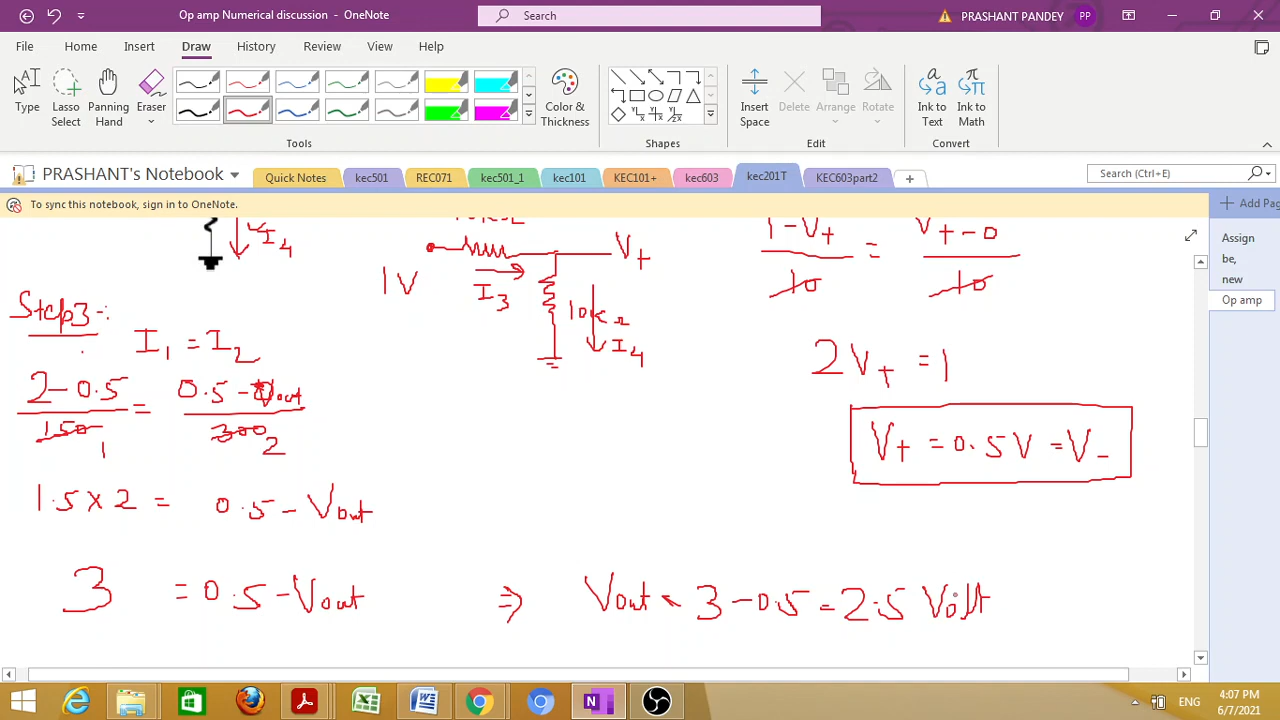 Op amp Numerical discussion - OneNote
Search
PRASHANT PANDEY PP
File Home Insert Draw History Review View Help
Type Lasso Select Panning Hand Eraser Color & Thickness Insert Space Delete Arrange Rotate Ink to Text Ink to Math
Tools Shapes Edit Convert
PRASHANT's Notebook Quick Notes kec501 REC071 kec501_1 kec101 KEC101+ kec603 kec201T KEC603part2 Search (Ctrl+E)
To sync this notebook, sign in to OneNote.
Add Pag
Assign
be,
new
Op amp
I4
1V
I3
V+
10kΩ
I4
1-V+ = V+-0
10 10
2V+ = 1
V+ = 0.5V = V-
Step3:
I1 = I2
2-0.5 = 0.5-Vout
150 300
1 2
1.5x2 = 0.5-Vout
3 = 0.5-Vout ⇒ Vout = 3-0.5=2.5 Volt
ENG
4:07 PM
6/7/2021